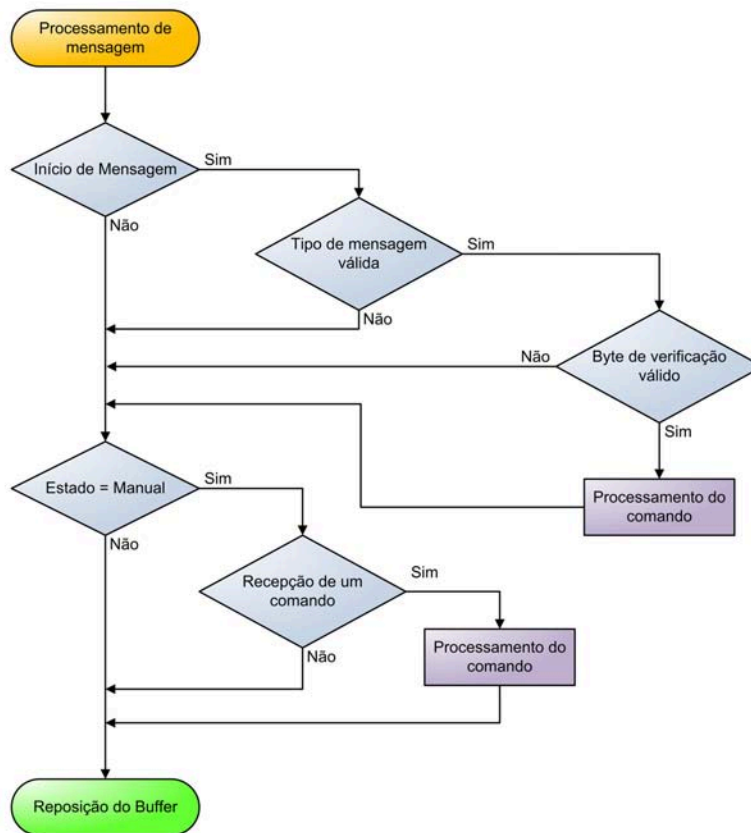 Processamento de
mensagem
Início de Mensagem
Sim
Não
Tipo de mensagem
válida
Sim
Não
Byte de verificação
válido
Não
Sim
Processamento do
comando
Estado = Manual
Sim
Não
Recepção de um
comando
Sim
Não
Processamento do
comando
Reposição do Buffer